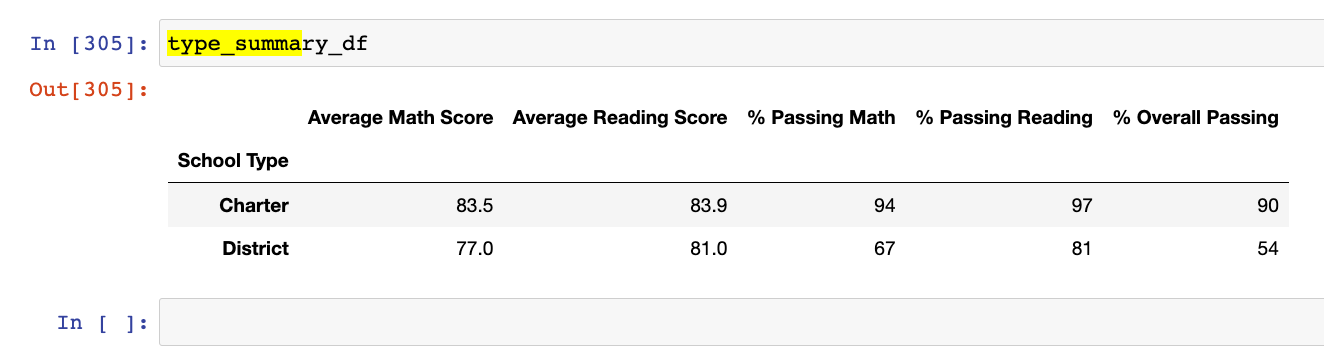 In [305]: type_summary_df
Out[305]:
Average Math Score Average Reading Score % Passing Math % Passing Reading % Overall Passing
School Type
Charter 83.5 83.9 94 97 90
District 77.0 81.0 67 81 54
In [ ]: